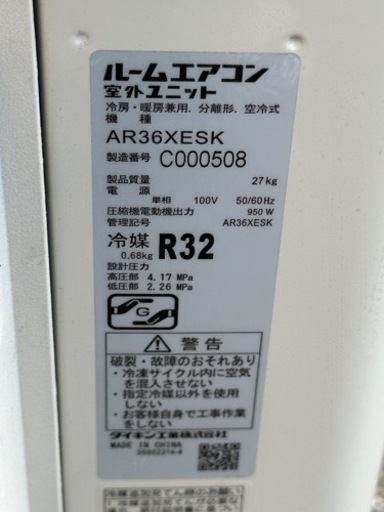 ルームエアコン
室外ユニット
冷房・暖房兼用、分離形、空冷式
機 種
AR36XESK
製造番号 C000508
製品質量 27kg
電 源
単相 100V 50/60Hz
圧縮機電動機出力 950W
管理記号 AR36XESK
冷媒 R32
0.68kg
設計圧力
高圧部 4.17 MPa
低圧部 2.26 MPa
G
警告
破裂・故障のおそれあり
・冷凍サイクル内に空気
を混入させない
・指定冷媒以外を使用
しない
・お客様自身で工事作業
をしない
ダイキン工業株式会社
MADE IN CHINA